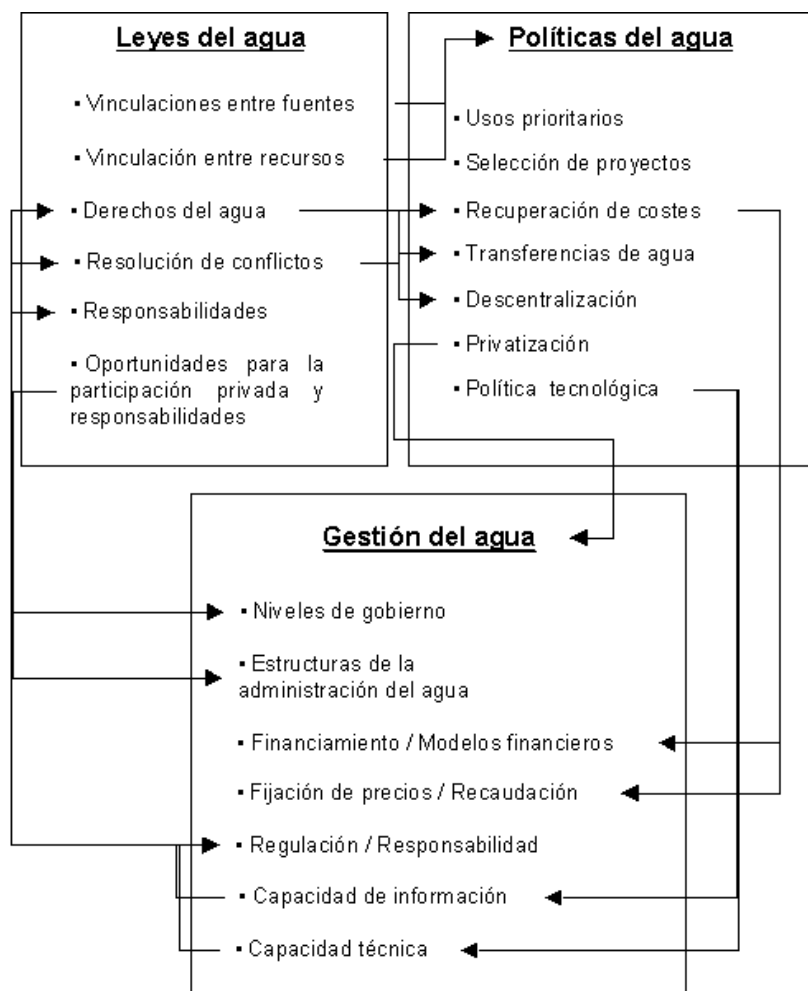 Leyes del agua
▪ Vinculaciones entre fuentes
▪ Vinculación entre recursos
▪ Derechos del agua
▪ Resolución de conflictos
▪ Responsabilidades
▪ Oportunidades para la
participación privada y
responsabilidades
Políticas del agua
▪ Usos prioritarios
▪ Selección de proyectos
▪ Recuperación de costes
▪ Transferencias de agua
▪ Descentralización
▪ Privatización
▪ Política tecnológica
Gestión del agua
▪ Niveles de gobierno
▪ Estructuras de la
administración del agua
▪ Financiamiento / Modelos financieros
▪ Fijación de precios / Recaudación
▪ Regulación / Responsabilidad
▪ Capacidad de información
▪ Capacidad técnica